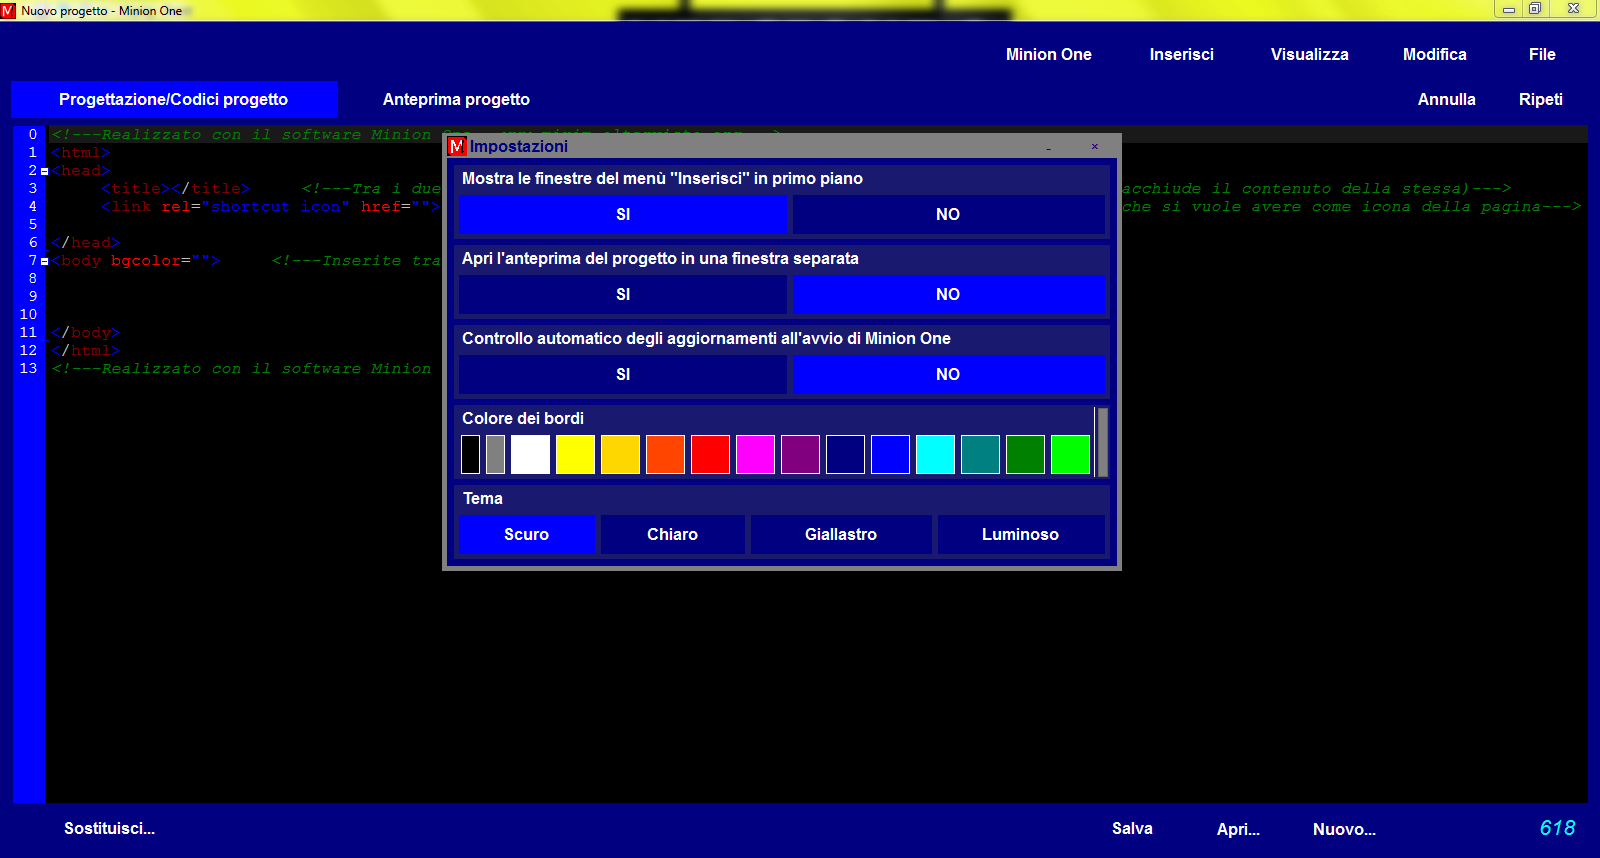 Nuovo progetto - Minion One
Minion One Inserisci Visualizza Modifica File
Progettazione/Codici progetto Anteprima progetto Annulla Ripeti
0 <!---Realizzato con il software Minion
1 <html>
2 <head>
3 <title></title> <!---Tra i due acchiude il contenuto della stessa)--->
4 <link rel="shortcut icon" href=""> che si vuole avere come icona della pagina--->
5
6 </head>
7 <body bgcolor=""> <!---Inserite tra
8
9
10
11 </body>
12 </html>
13 <!---Realizzato con il software Minion
M Impostazioni
Mostra le finestre del menù "Inserisci" in primo piano
SI NO
Apri l'anteprima del progetto in una finestra separata
SI NO
Controllo automatico degli aggiornamenti all'avvio di Minion One
SI NO
Colore dei bordi
Tema
Scuro Chiaro Giallastro Luminoso
Sostituisci... Salva Apri... Nuovo... 618